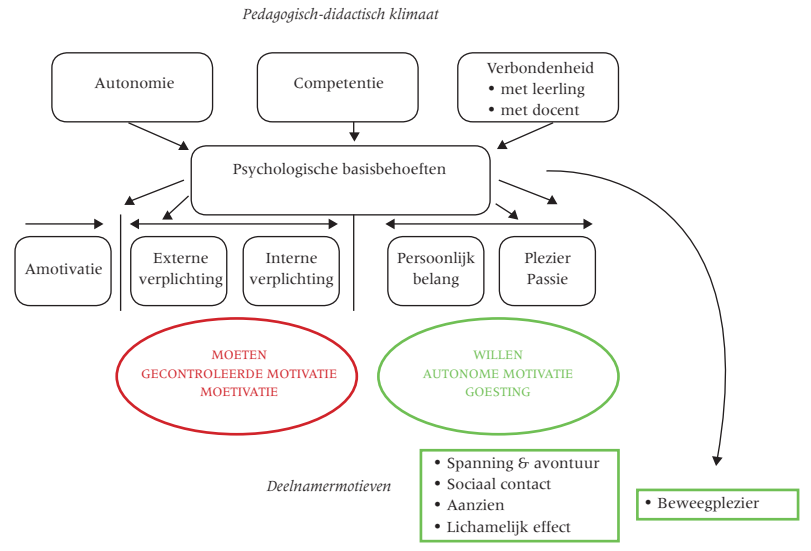 Pedagogisch-didactisch klimaat
Autonomie
Competentie
Verbondenheid
• met leerling
• met docent
Psychologische basisbehoeften
Amotivatie
Externe
verplichting
Interne
verplichting
Persoonlijk
belang
Plezier
Passie
MOETEN
GECONTROLEERDE MOTIVATIE
MOETIVATIE
WILLEN
AUTONOME MOTIVATIE
GOESTING
Deelnamermotieven
• Spanning & avontuur
• Sociaal contact
• Aanzien
• Lichamelijk effect
• Beweegplezier